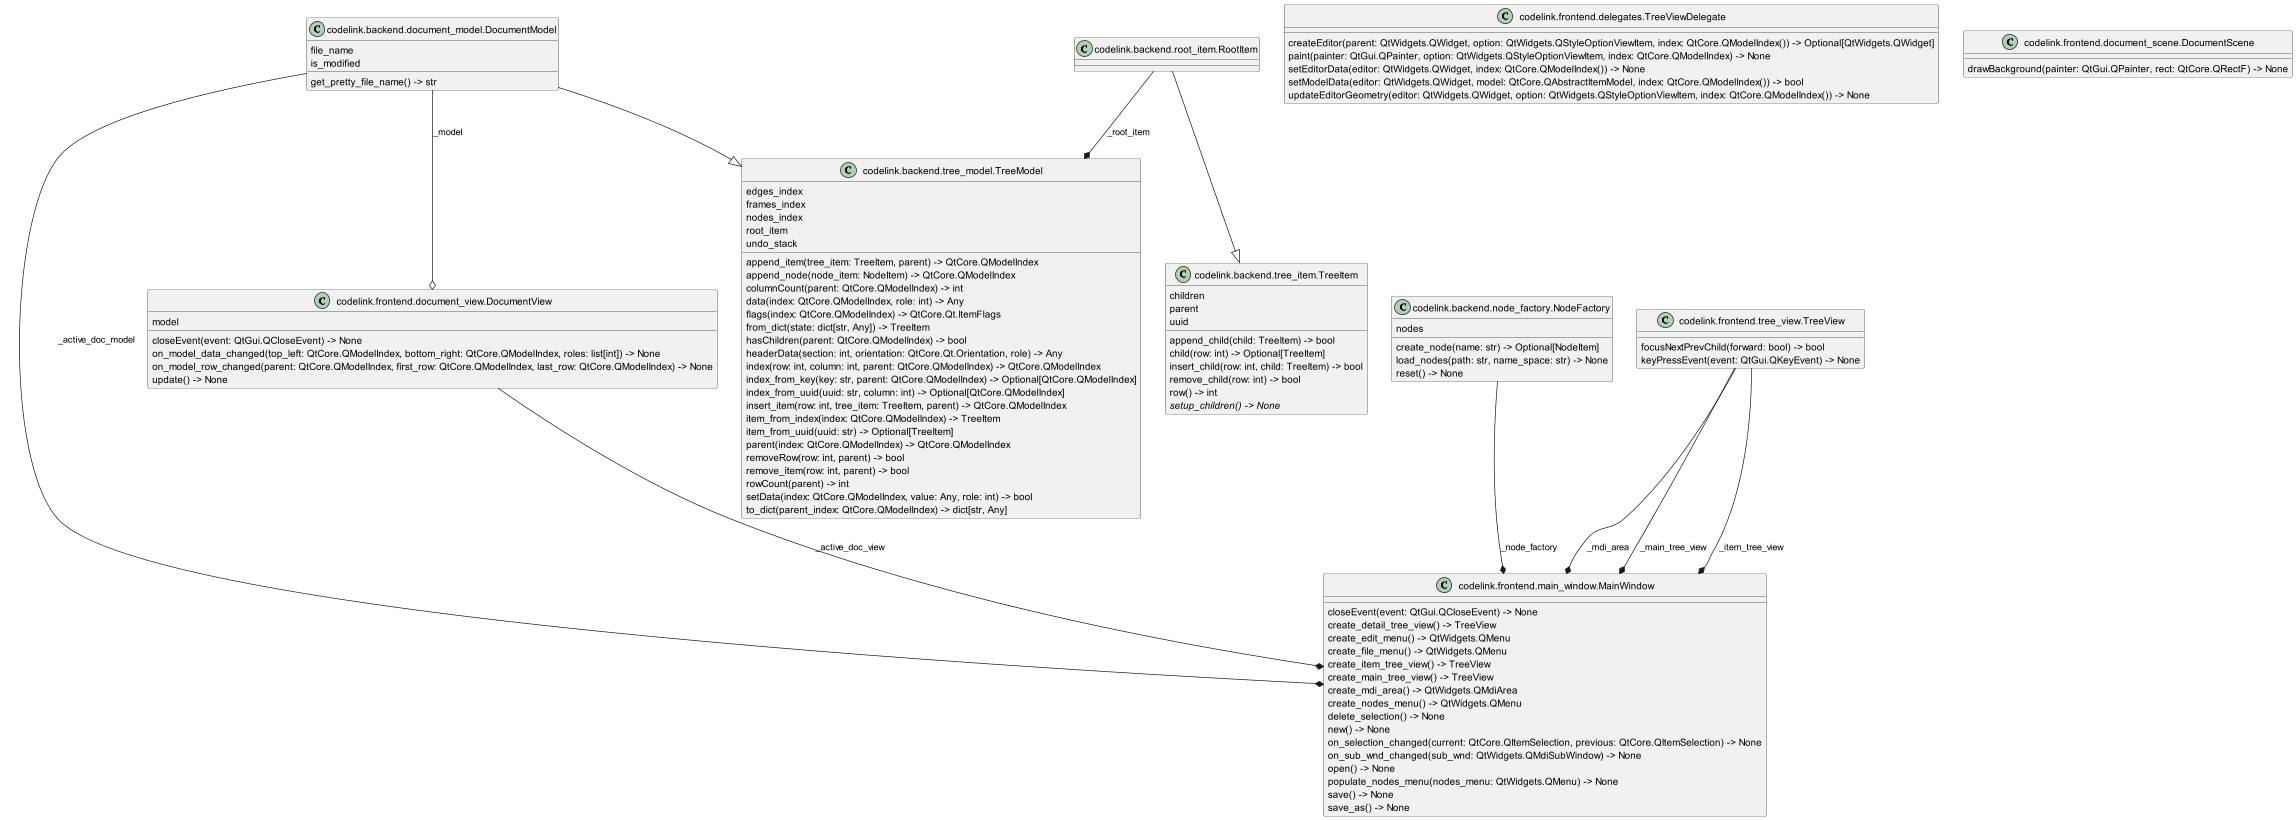 C codelink.backend.document_model.DocumentModel
file_name
is_modified
get_pretty_file_name() -> str
C codelink.backend.root_item.RootItem
C codelink.frontend.delegates.TreeViewDelegate
createEditor(parent: QtWidgets.QWidget, option: QtWidgets.QStyleOptionViewItem, index: QtCore.QModelIndex()) -> Optional[QtWidgets.QWidget]
paint(painter: QtGui.QPainter, option: QtWidgets.QStyleOptionViewItem, index: QtCore.QModelIndex) -> None
setEditorData(editor: QtWidgets.QWidget, index: QtCore.QModelIndex()) -> None
setModelData(editor: QtWidgets.QWidget, model: QtCore.QAbstractItemModel, index: QtCore.QModelIndex()) -> bool
updateEditorGeometry(editor: QtWidgets.QWidget, option: QtWidgets.QStyleOptionViewItem, index: QtCore.QModelIndex()) -> None
C codelink.frontend.document_scene.DocumentScene
drawBackground(painter: QtGui.QPainter, rect: QtCore.QRectF) -> None
_model
_root_item
C codelink.backend.tree_model.TreeModel
edges_index
frames_index
nodes_index
root_item
undo_stack
append_item(tree_item: TreeItem, parent) -> QtCore.QModelIndex
append_node(node_item: NodeItem) -> QtCore.QModelIndex
columnCount(parent: QtCore.QModelIndex) -> int
data(index: QtCore.QModelIndex, role: int) -> Any
flags(index: QtCore.QModelIndex) -> QtCore.Qt.ItemFlags
from_dict(state: dict[str, Any]) -> TreeItem
hasChildren(parent: QtCore.QModelIndex) -> bool
headerData(section: int, orientation: QtCore.Qt.Orientation, role) -> Any
index(row: int, column: int, parent: QtCore.QModelIndex) -> QtCore.QModelIndex
index_from_key(key: str, parent: QtCore.QModelIndex) -> Optional[QtCore.QModelIndex]
index_from_uuid(uuid: str, column: int) -> Optional[QtCore.QModelIndex]
insert_item(row: int, tree_item: TreeItem, parent) -> QtCore.QModelIndex
item_from_index(index: QtCore.QModelIndex) -> TreeItem
item_from_uuid(uuid: str) -> Optional[TreeItem]
parent(index: QtCore.QModelIndex) -> QtCore.QModelIndex
removeRow(row: int, parent) -> bool
remove_item(row: int, parent) -> bool
rowCount(parent) -> int
setData(index: QtCore.QModelIndex, value: Any, role: int) -> bool
to_dict(parent_index: QtCore.QModelIndex) -> dict[str, Any]
C codelink.backend.tree_item.TreeItem
children
parent
uuid
append_child(child: TreeItem) -> bool
child(row: int) -> Optional[TreeItem]
insert_child(row: int, child: TreeItem) -> bool
remove_child(row: int) -> bool
row() -> int
setup_children() -> None
C codelink.frontend.document_view.DocumentView
model
closeEvent(event: QtGui.QCloseEvent) -> None
on_model_data_changed(top_left: QtCore.QModelIndex, bottom_right: QtCore.QModelIndex, roles: list[int]) -> None
on_model_row_changed(parent: QtCore.QModelIndex, first_row: QtCore.QModelIndex, last_row: QtCore.QModelIndex) -> None
update() -> None
C codelink.backend.node_factory.NodeFactory
nodes
create_node(name: str) -> Optional[NodeItem]
load_nodes(path: str, name_space: str) -> None
reset() -> None
C codelink.frontend.tree_view.TreeView
focusNextPrevChild(forward: bool) -> bool
keyPressEvent(event: QtGui.QKeyEvent) -> None
_active_doc_model
_active_doc_view
_node_factory
_mdi_area
_main_tree_view
_item_tree_view
C codelink.frontend.main_window.MainWindow
closeEvent(event: QtGui.QCloseEvent) -> None
create_detail_tree_view() -> TreeView
create_edit_menu() -> QtWidgets.QMenu
create_file_menu() -> QtWidgets.QMenu
create_item_tree_view() -> TreeView
create_main_tree_view() -> TreeView
create_mdi_area() -> QtWidgets.QMdiArea
create_nodes_menu() -> QtWidgets.QMenu
delete_selection() -> None
new() -> None
on_selection_changed(current: QtCore.QItemSelection, previous: QtCore.QItemSelection) -> None
on_sub_wnd_changed(sub_wnd: QtWidgets.QMdiSubWindow) -> None
open() -> None
populate_nodes_menu(nodes_menu: QtWidgets.QMenu) -> None
save() -> None
save_as() -> None